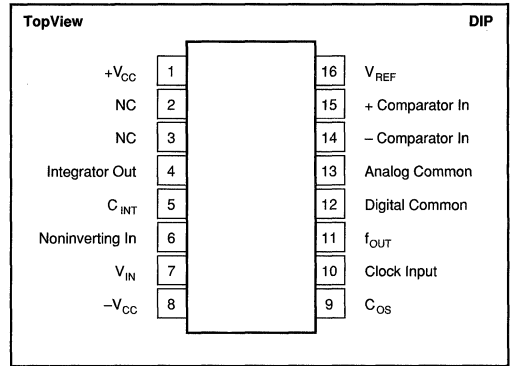 TopView DIP
+VCC 1 16 VREF
NC 2 15 + Comparator In
NC 3 14 – Comparator In
Integrator Out 4 13 Analog Common
C INT 5 12 Digital Common
Noninverting In 6 11 fOUT
VIN 7 10 Clock Input
–VCC 8 9 COS